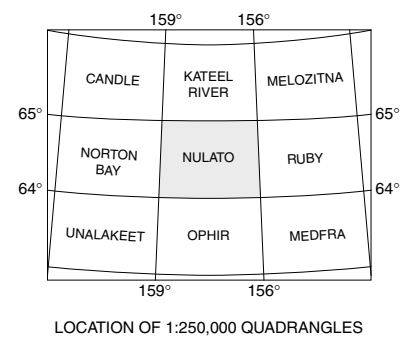 159° 156°
CANDLE KATEEL RIVER MELOZITNA
65° 65°
NORTON BAY NULATO RUBY
64° 64°
UNALAKEET OPHIR MEDFRA
159° 156°
LOCATION OF 1:250,000 QUADRANGLES